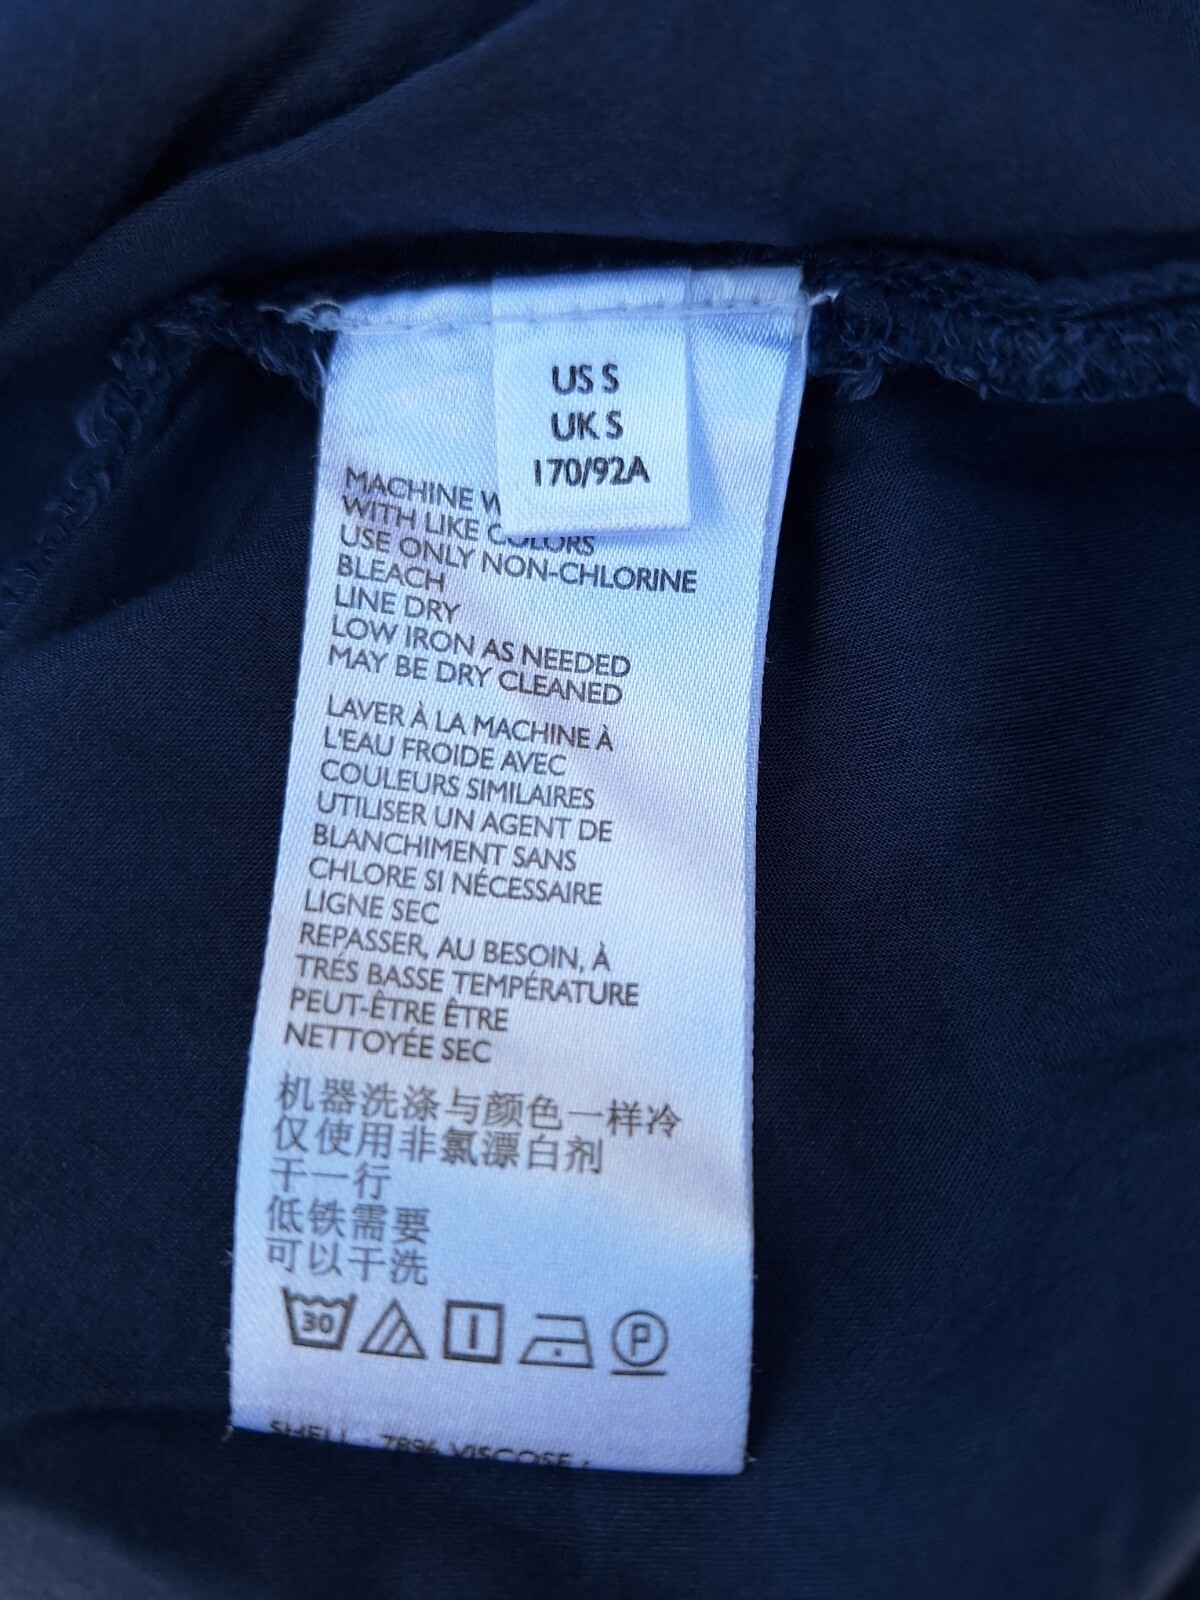 US S
UK S
170/92A
MACHINE W
WITH LIKE COLORS
USE ONLY NON-CHLORINE
BLEACH
LINE DRY
LOW IRON AS NEEDED
MAY BE DRY CLEANED
LAVER À LA MACHINE À
L'EAU FROIDE AVEC
COULEURS SIMILAIRES
UTILISER UN AGENT DE
BLANCHIMENT SANS
CHLORE SI NÉCESSAIRE
LIGNE SEC
REPASSER, AU BESOIN, À
TRÉS BASSE TEMPÉRATURE
PEUT-ÊTRE ÊTRE
NETTOYÉE SEC
机器洗涤与颜色一样冷
仅使用非氯漂白剂
干一行
低铁需要
可以干洗
30 P
SHELL : 78% VISCOSE ;